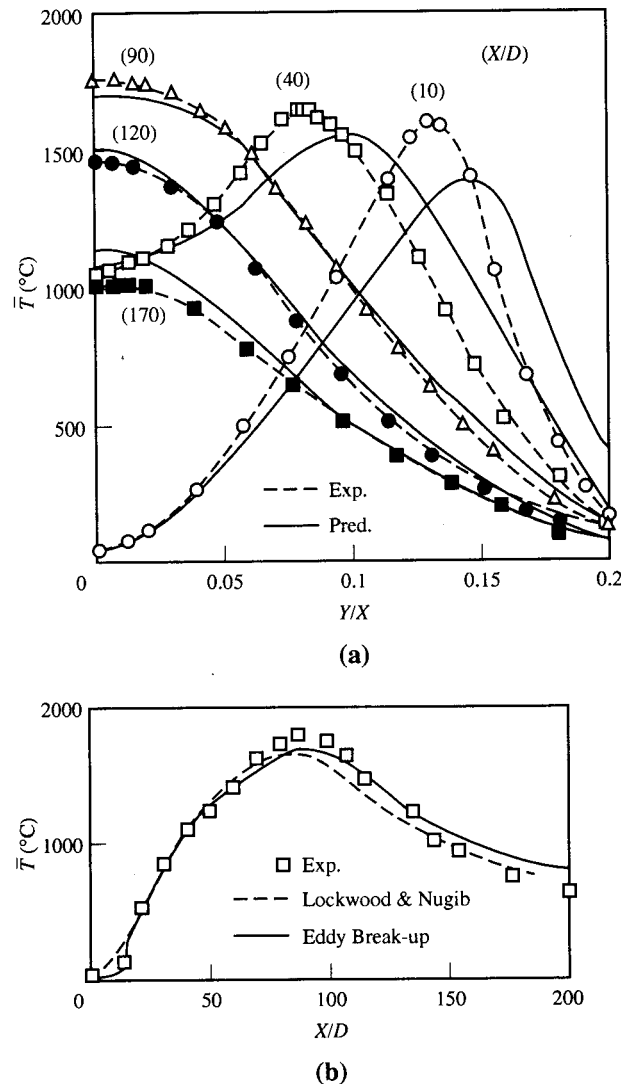 2000
(90)
(X/D)
(40)
(10)
1500
(120)
T̄ (°C)
1000
(170)
500
Exp.
Pred.
0
0.05
0.1
0.15
0.2
Y/X
(a)
2000
T̄ (°C)
1000
Exp.
Lockwood & Nugib
Eddy Break-up
0
50
100
150
200
X/D
(b)